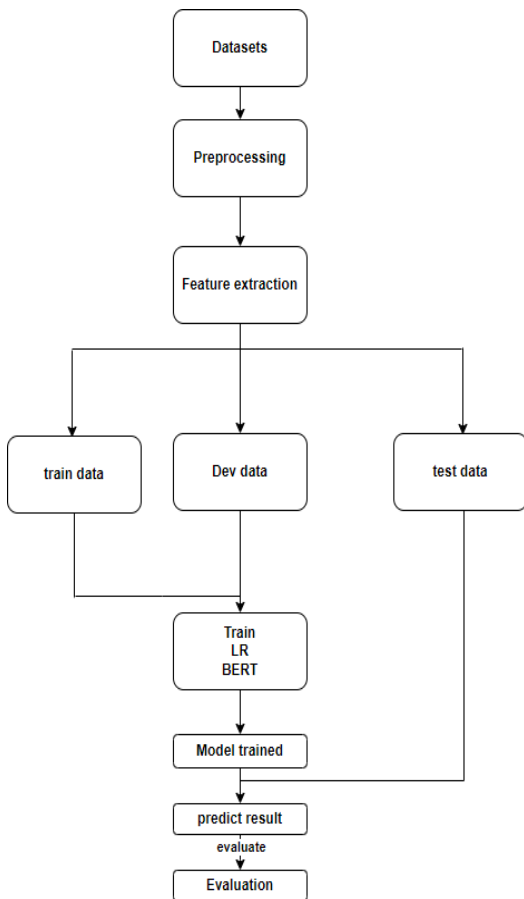 Datasets
Preprocessing
Feature extraction
train data
Dev data
test data
Train
LR
BERT
Model trained
predict result
evaluate
Evaluation